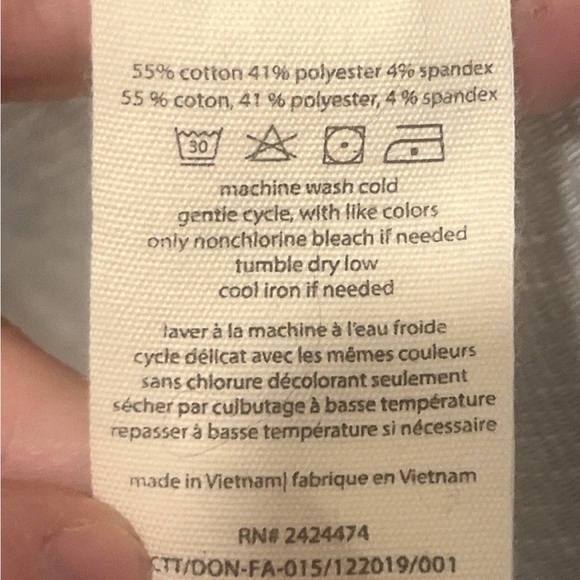 55% cotton 41% polyester 4% spandex
55 % coton, 41 % polyester, 4 % spandex
30
machine wash cold
gentle cycle, with like colors
only nonchlorine bleach if needed
tumble dry low
cool iron if needed
laver à la machine à l'eau froide
cycle délicat avec les mêmes couleurs
sans chlorure décolorant seulement
sécher par culbutage à basse température
repasser à basse température si nécessaire
made in Vietnam| fabrique en Vietnam
RN# 2424474
CTT/DON-FA-015/122019/001